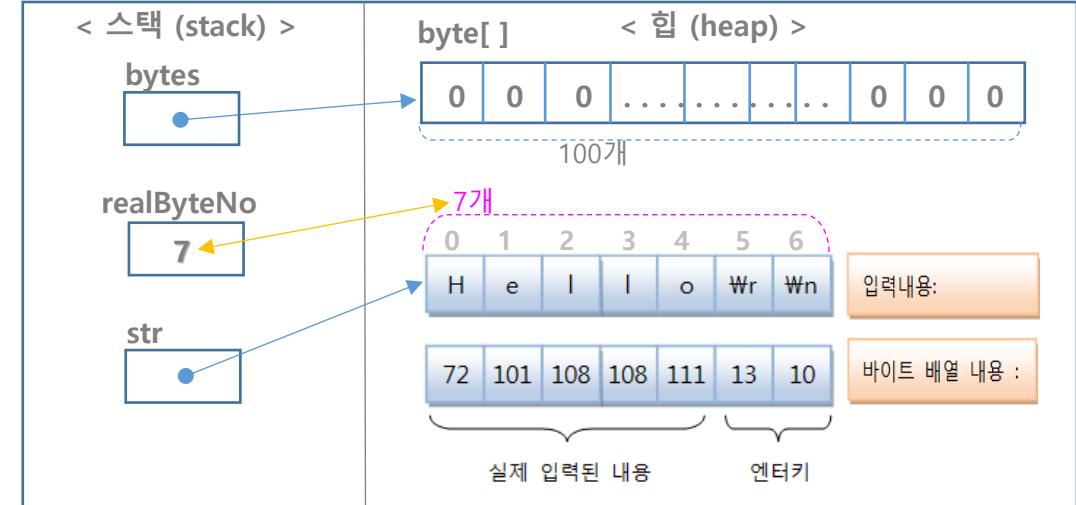 < 스택 (stack) >
< 힙 (heap) >
byte[ ]
bytes
0 0 0 . . . . . . . . . . . . 0 0 0
100개
realByteNo
7
7개
0 1 2 3 4 5 6
H e l l o ₩r ₩n
입력내용:
str
72 101 108 108 111 13 10
바이트 배열 내용 :
실제 입력된 내용
엔터키